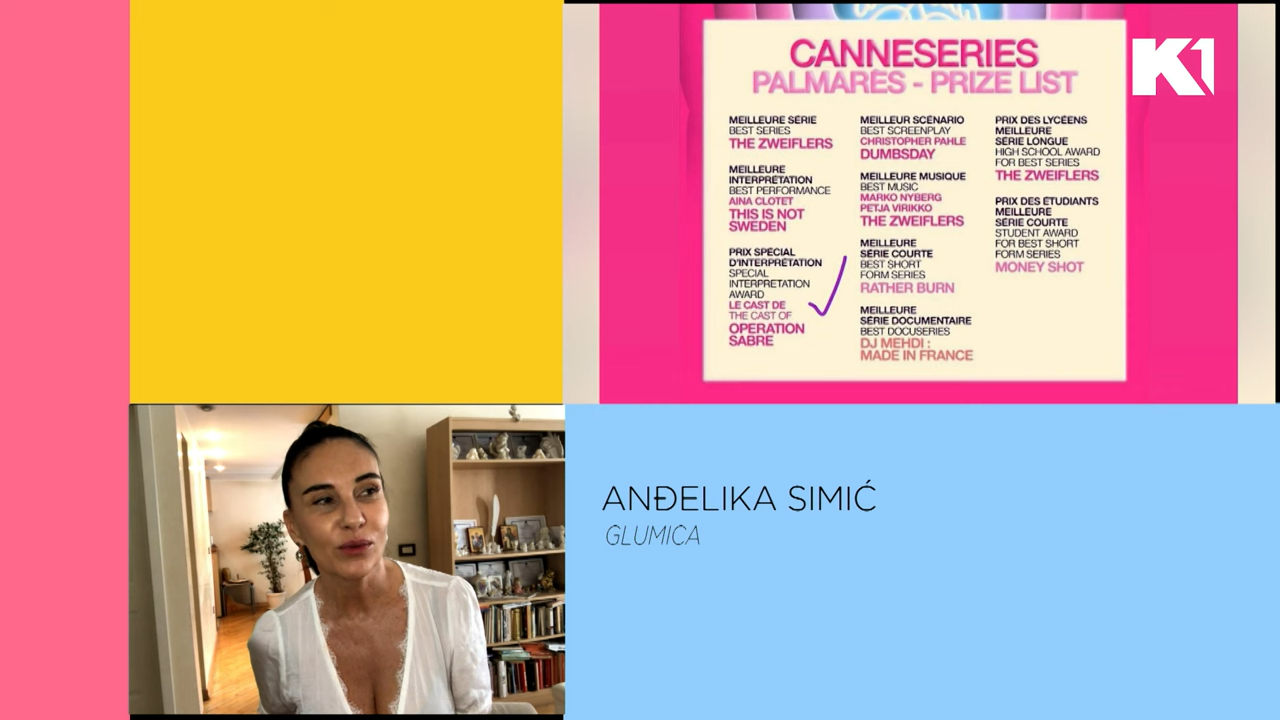 CANNESERIES
PALMARÈS - PRIZE LIST
K1
MEILLEURE SÉRIE
BEST SERIES
THE ZWEIFLERS
MEILLEURE
INTERPRÉTATION
BEST PERFORMANCE
AINA CLOTET
THIS IS NOT
SWEDEN
PRIX SPÉCIAL
D'INTERPRÉTATION
SPECIAL
INTERPRETATION
AWARD
LE CAST DE
THE CAST OF
OPERATION
SABRE
MEILLEUR SCÉNARIO
BEST SCREENPLAY
CHRISTOPHER PAHLE
DUMBSDAY
MEILLEURE MUSIQUE
BEST MUSIC
MARKO NYBERG
PETJA VIRIKKO
THE ZWEIFLERS
MEILLEURE
SÉRIE COURTE
BEST SHORT
FORM SERIES
RATHER BURN
MEILLEURE
SÉRIE DOCUMENTAIRE
BEST DOCUSERIES
DJ MEHDI :
MADE IN FRANCE
PRIX DES LYCÉENS
MEILLEURE
SÉRIE LONGUE
HIGH SCHOOL AWARD
FOR BEST SERIES
THE ZWEIFLERS
PRIX DES ÉTUDIANTS
MEILLEURE
SÉRIE COURTE
STUDENT AWARD
FOR BEST SHORT
FORM SERIES
MONEY SHOT
ANĐELIKA SIMIĆ
GLUMICA